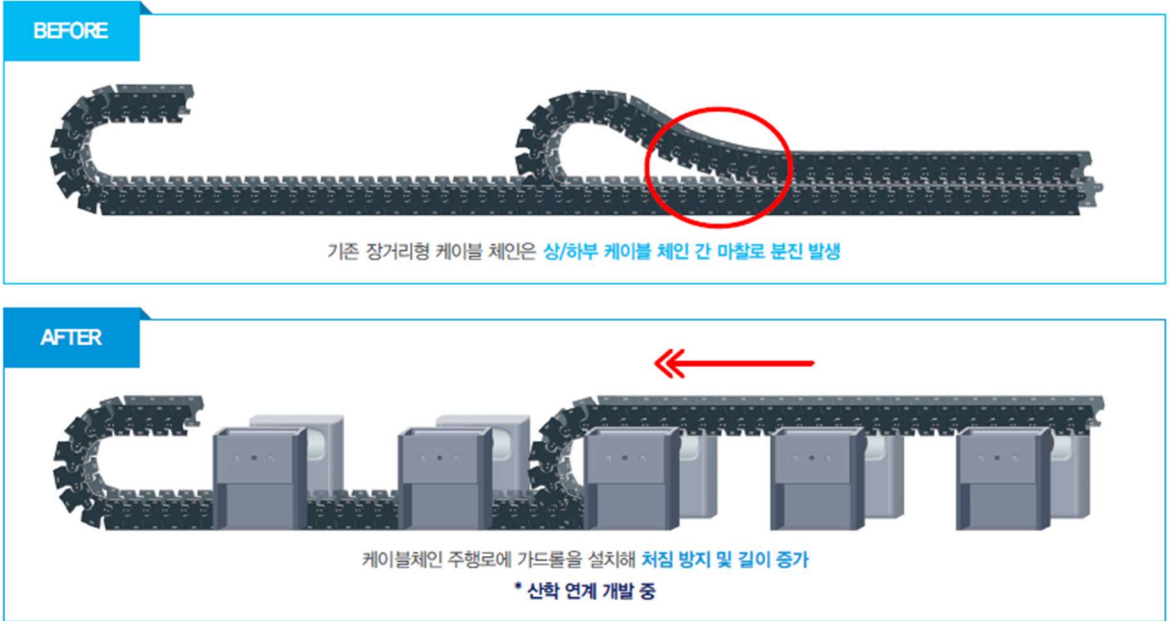 BEFORE
기존 장거리형 케이블 체인은 상/하부 케이블 체인 간 마찰로 분진 발생
AFTER
케이블체인 주행로에 가드롤을 설치해 처짐 방지 및 길이 증가
* 산학 연계 개발 중